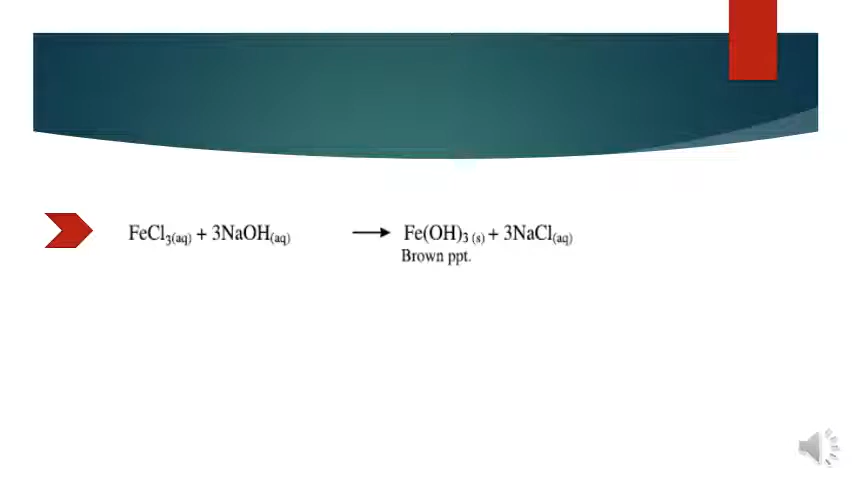 FeCl3(aq) + 3NaOH(aq) → Fe(OH)3 (s) + 3NaCl(aq)
Brown ppt.